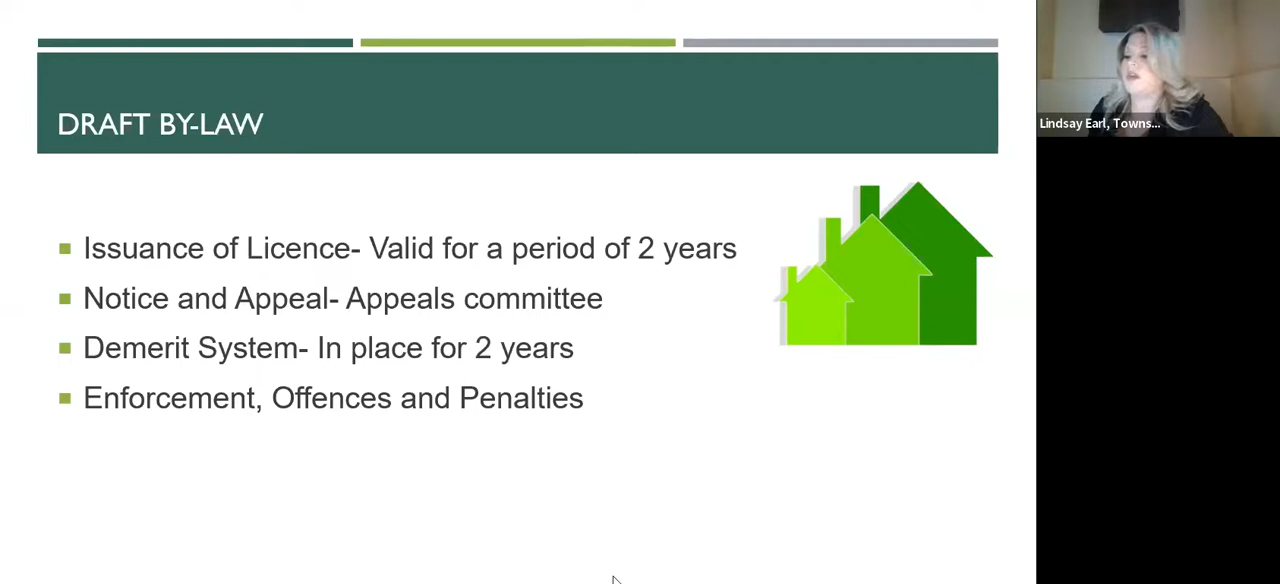 DRAFT BY-LAW
Issuance of Licence- Valid for a period of 2 years
Notice and Appeal- Appeals committee
Demerit System- In place for 2 years
Enforcement, Offences and Penalties
Lindsay Earl, Towns...